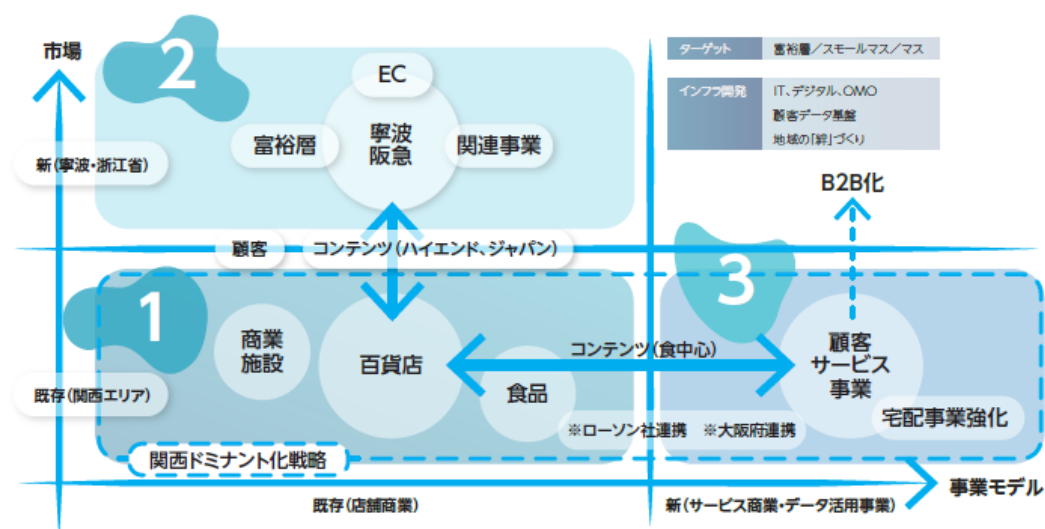 市場
2
EC
富裕層
寧波
阪急
関連事業
新(寧波・浙江省)
ターゲット 富裕層／スモールマス／マス
インフラ開発 IT、デジタル、OMO
顧客データ基盤
地域の「絆」づくり
B2B化
顧客
コンテンツ(ハイエンド、ジャパン)
1
商業
施設
百貨店
食品
コンテンツ(食中心)
3
顧客
サービス
事業
宅配事業強化
既存(関西エリア)
※ローソン社連携 ※大阪府連携
関西ドミナント化戦略
事業モデル
既存(店舗商業)
新(サービス商業・データ活用事業)